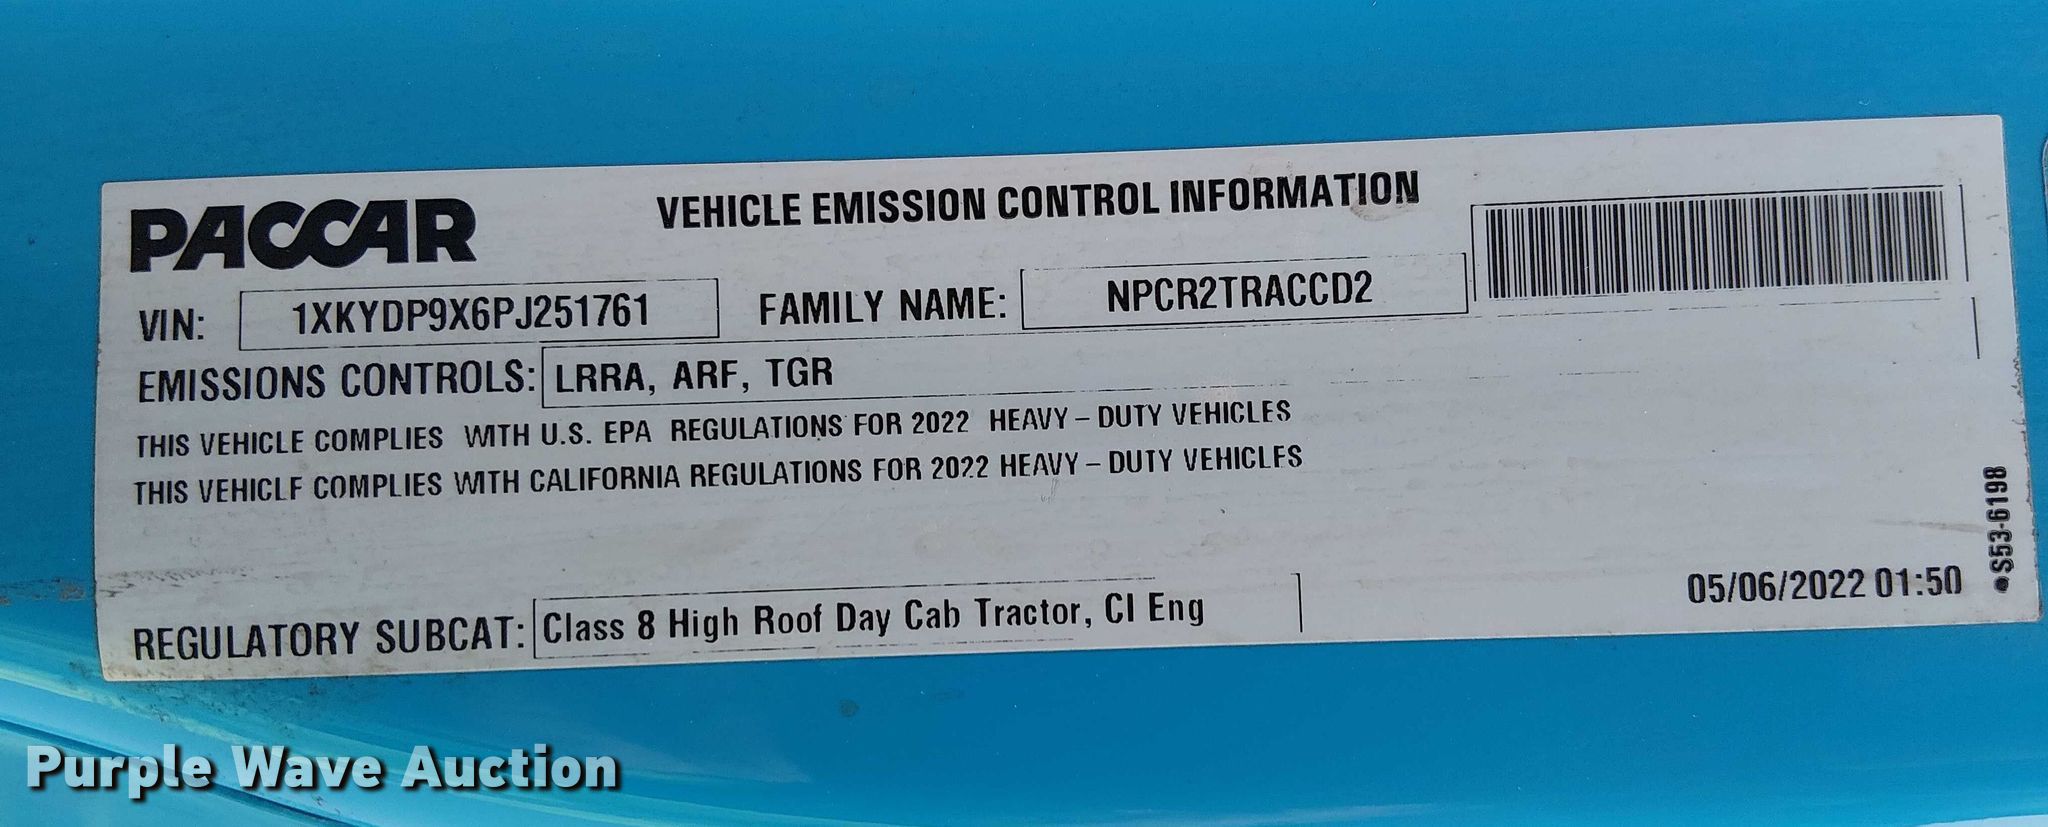 PACCAR
VEHICLE EMISSION CONTROL INFORMATION
VIN: 1XKYDP9X6PJ251761 FAMILY NAME: NPCR2TRACCD2
EMISSIONS CONTROLS: LRRA, ARF, TGR
THIS VEHICLE COMPLIES WITH U.S. EPA REGULATIONS FOR 2022 HEAVY – DUTY VEHICLES
THIS VEHICLE COMPLIES WITH CALIFORNIA REGULATIONS FOR 2022 HEAVY – DUTY VEHICLES
REGULATORY SUBCAT: Class 8 High Roof Day Cab Tractor, CI Eng
05/06/2022 01:50
•S53-6198
Purple Wave Auction